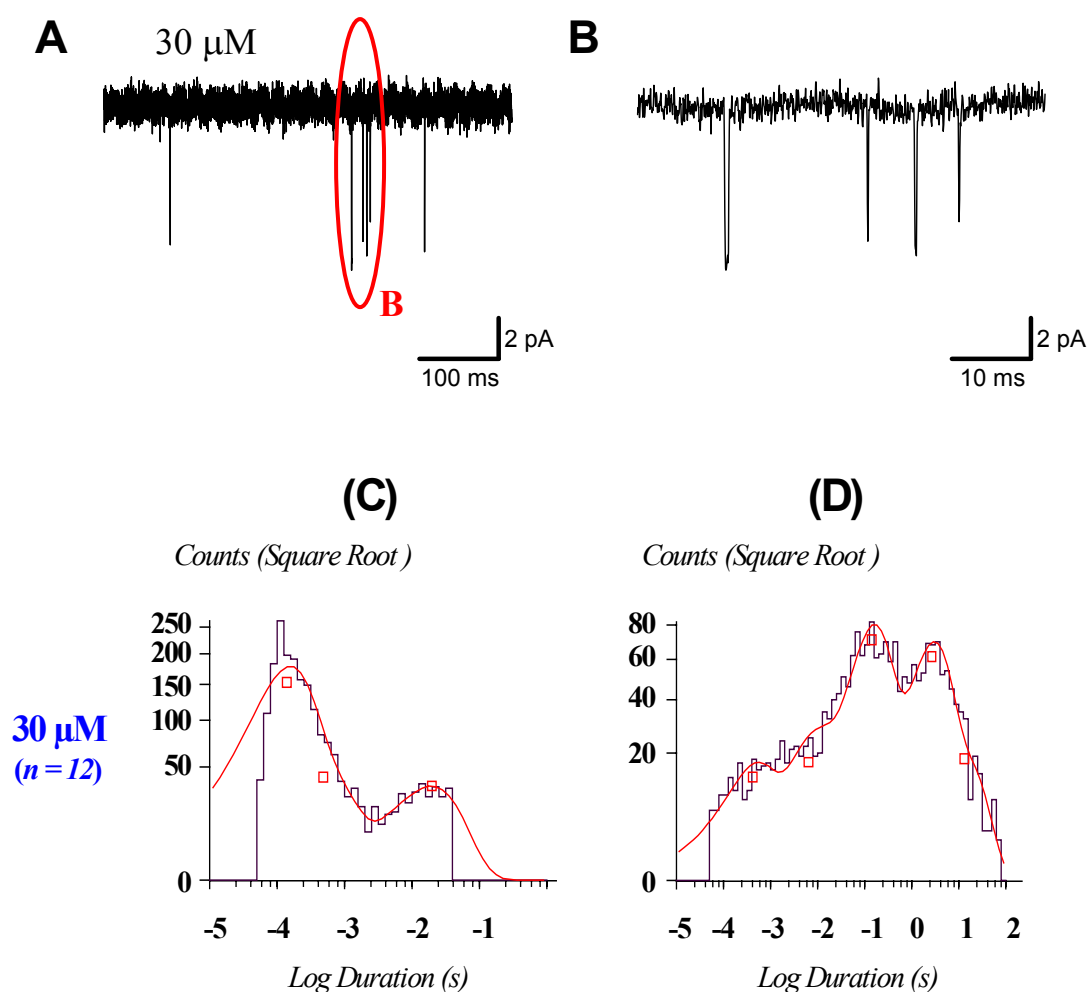 A
30 μM
B
2 pA
100 ms
B
2 pA
10 ms
(C)
Counts (Square Root )
250
200
150
100
50
0
-5 -4 -3 -2 -1
Log Duration (s)
(D)
Counts (Square Root )
80
60
40
20
0
-5 -4 -3 -2 -1 0 1 2
Log Duration (s)
30 μM
(n = 12)